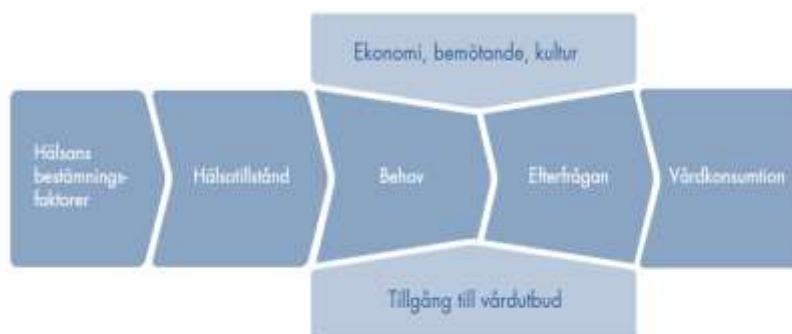 Ekonomi, bemötande, kultur
Hälsans
bestämnings-
faktorer
Hälsotillstånd
Behov
Efterfrågan
Vårdkonsumtion
Tillgång till vårdutbud